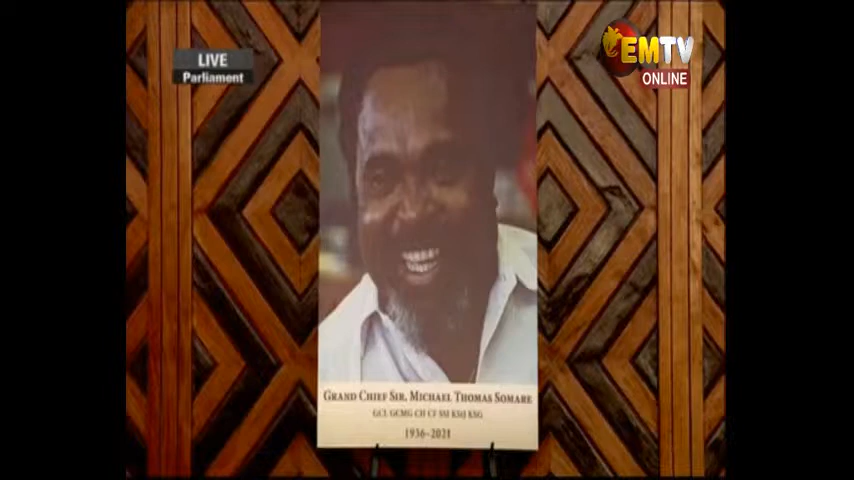 LIVE
Parliament
EMTV
ONLINE
GRAND CHIEF SIR. MICHAEL THOMAS SOMARE
GCL GCMG CH CF SSI KSTJ KSG
1936-2021